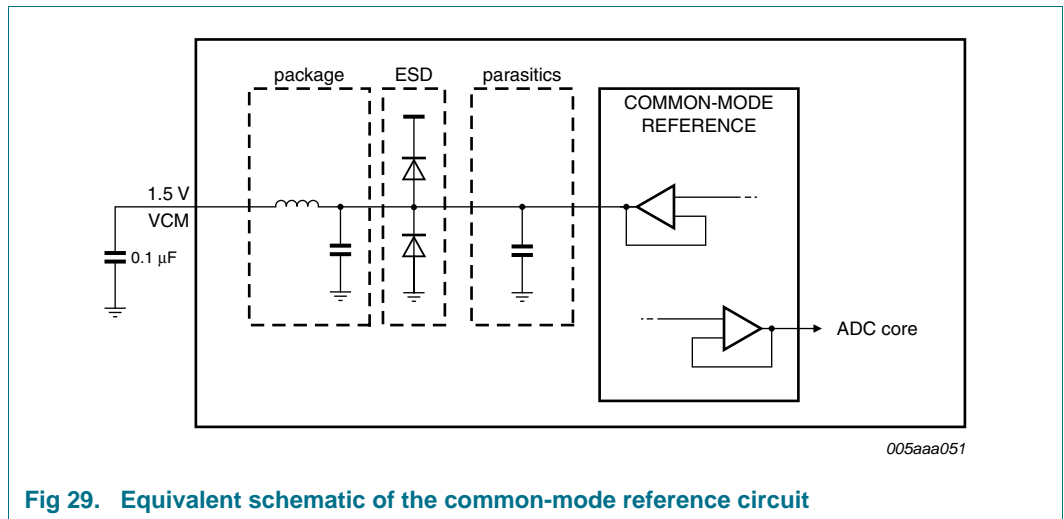 package
ESD
parasitics
COMMON-MODE
REFERENCE
1.5 V
VCM
0.1 μF
ADC core
005aaa051
Fig 29. Equivalent schematic of the common-mode reference circuit